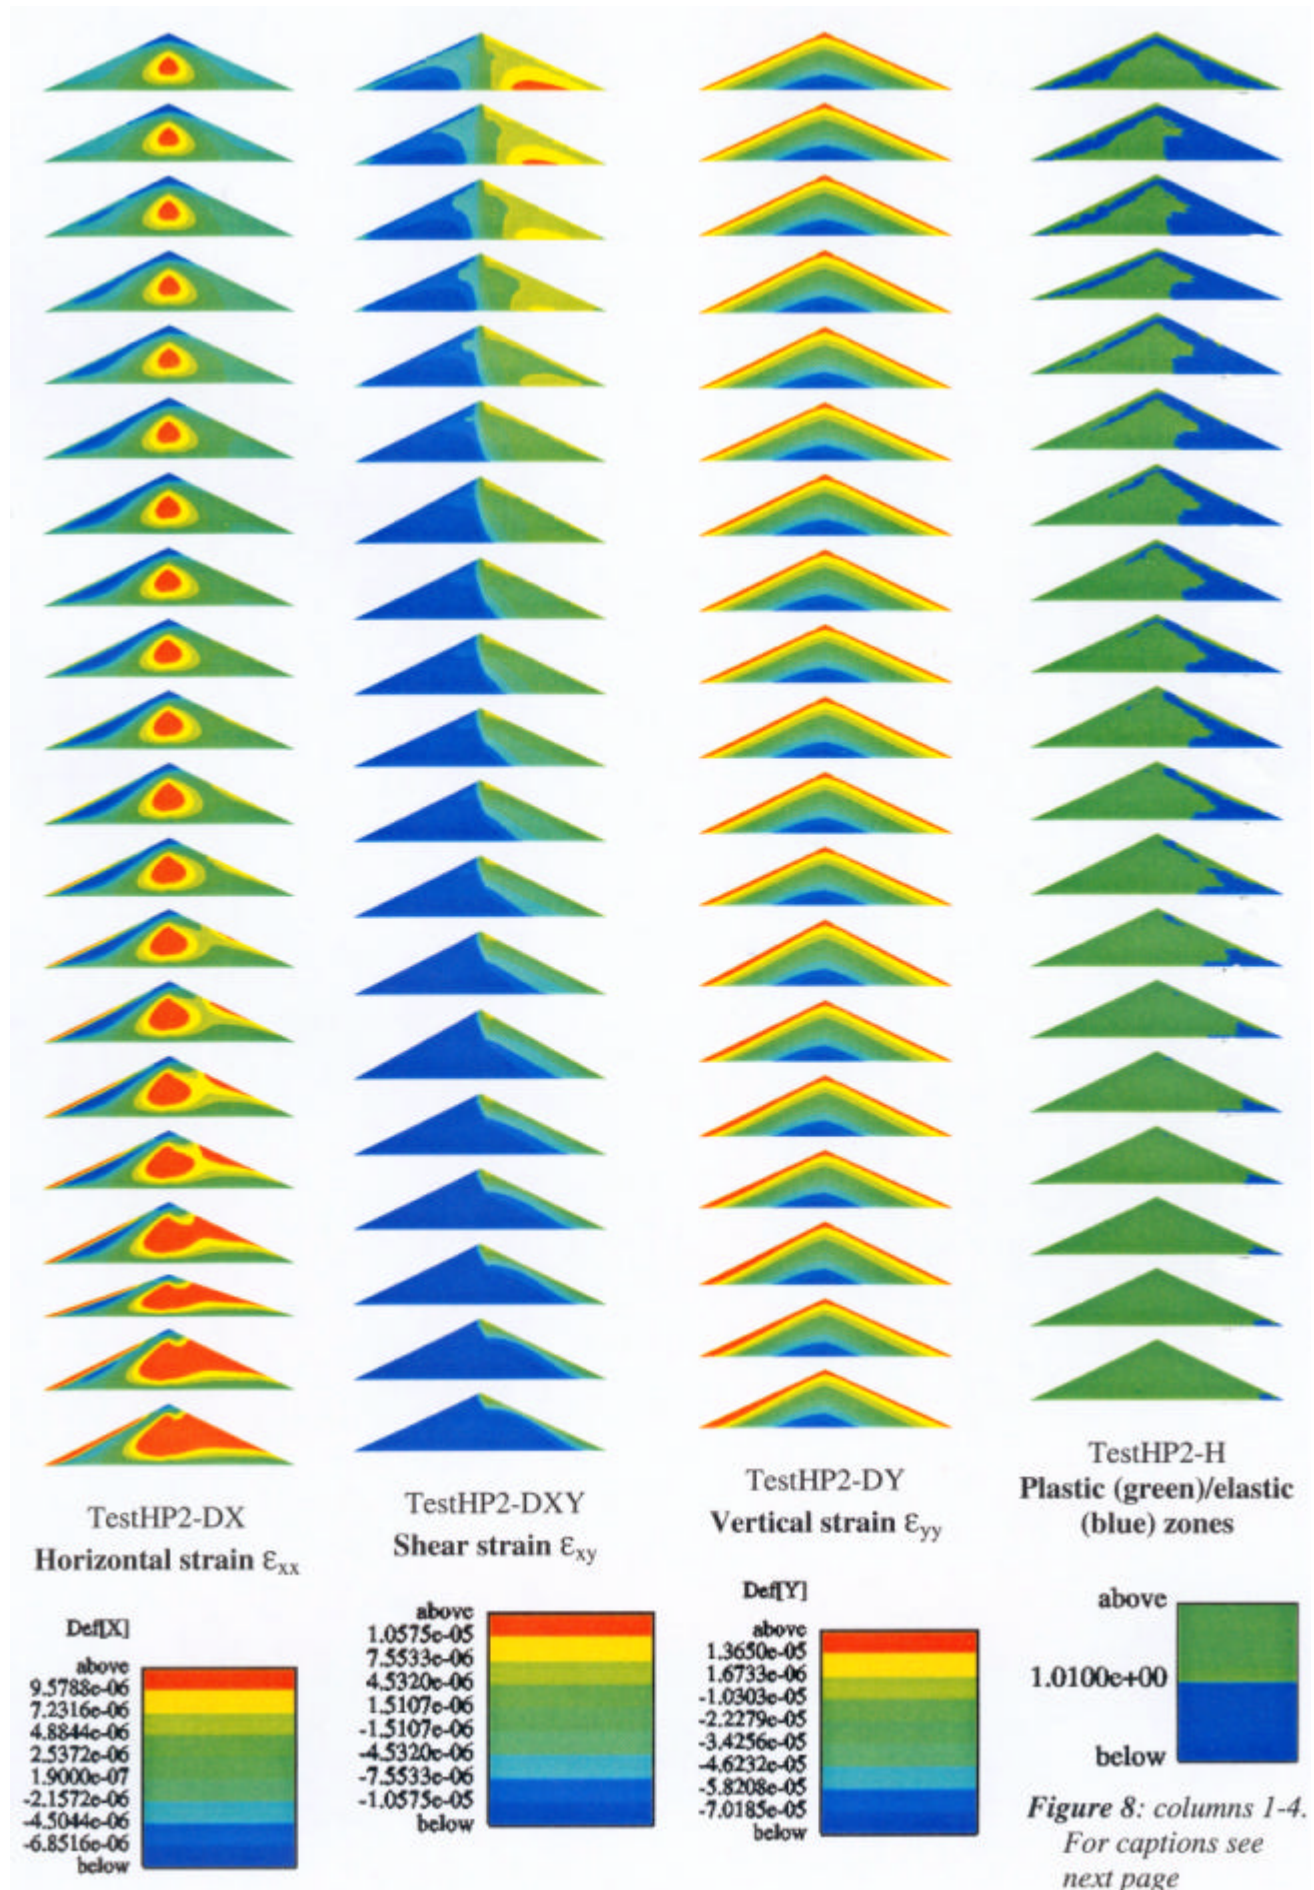 TestHP2-DX
Horizontal strain εxx
TestHP2-DXY
Shear strain εxy
TestHP2-DY
Vertical strain εyy
TestHP2-H
Plastic (green)/elastic
(blue) zones
Def[X]
above
9.5788e-06
7.2316e-06
4.8844e-06
2.5372e-06
1.9000e-07
-2.1572e-06
-4.5044e-06
-6.8516e-06
below
above
1.0575e-05
7.5533e-06
4.5320e-06
1.5107e-06
-1.5107e-06
-4.5320e-06
-7.5533e-06
-1.0575e-05
below
Def[Y]
above
1.3650e-05
1.6733e-06
-1.0303e-05
-2.2279e-05
-3.4256e-05
-4.6232e-05
-5.8208e-05
-7.0185e-05
below
above
1.0100e+00
below
Figure 8: columns 1-4.
For captions see
next page